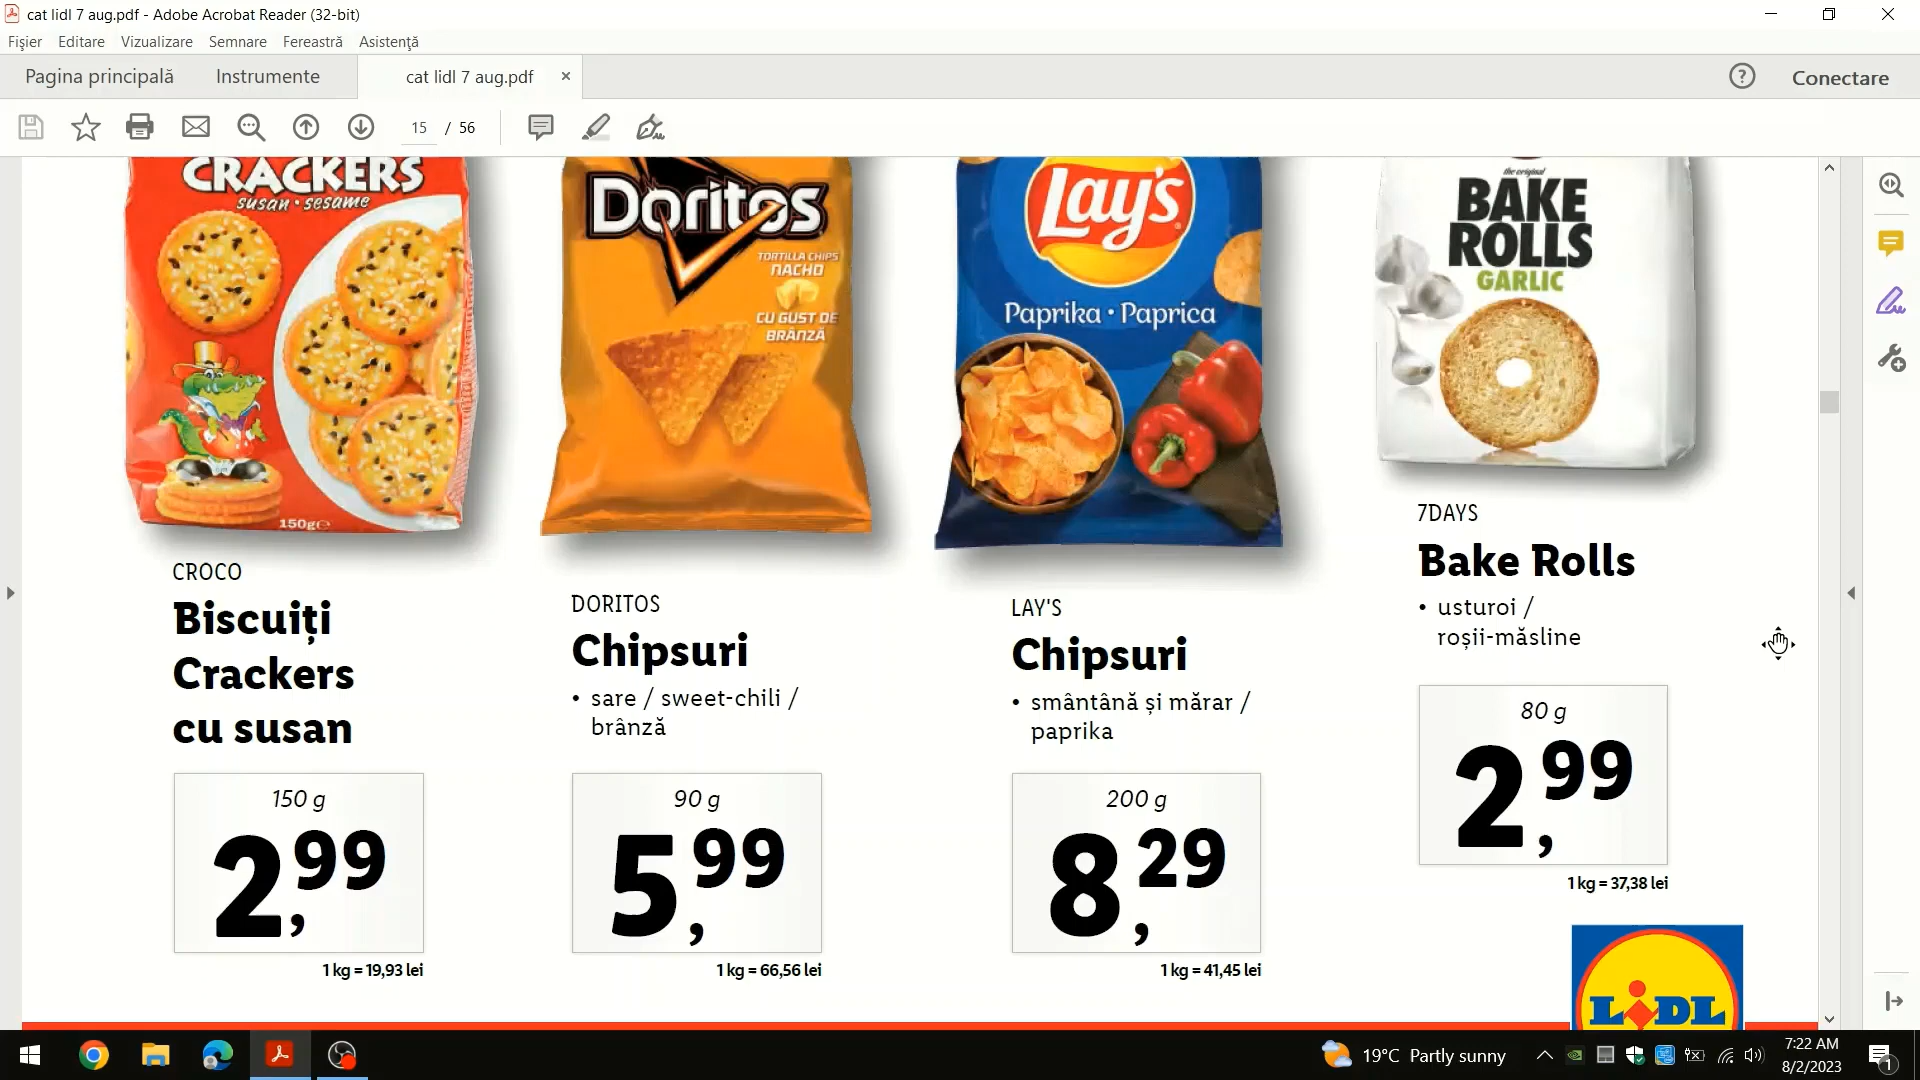 cat lidl 7 aug.pdf - Adobe Acrobat Reader (32-bit)
Fișier Editare Vizualizare Semnare Fereastră Asistență
Pagina principală Instrumente cat lidl 7 aug.pdf × Conectare
15 / 56
CRACKERS
susan • sesame
150g e
CROCO
Biscuiți
Crackers
cu susan
150 g
2,99
1 kg = 19,93 lei
Doritos
TORTILLA CHIPS
NACHO
CU GUST DE
BRÂNZĂ
DORITOS
Chipsuri
• sare / sweet-chili /
brânză
90 g
5,99
1 kg = 66,56 lei
Lay's
Paprika • Paprica
LAY'S
Chipsuri
• smântână și mărar /
paprika
200 g
8,29
1 kg = 41,45 lei
the original
BAKE
ROLLS
GARLIC
7DAYS
Bake Rolls
• usturoi /
roșii-măsline
80 g
2,99
1 kg = 37,38 lei
LiDL
19°C Partly sunny
7:22 AM
8/2/2023
1